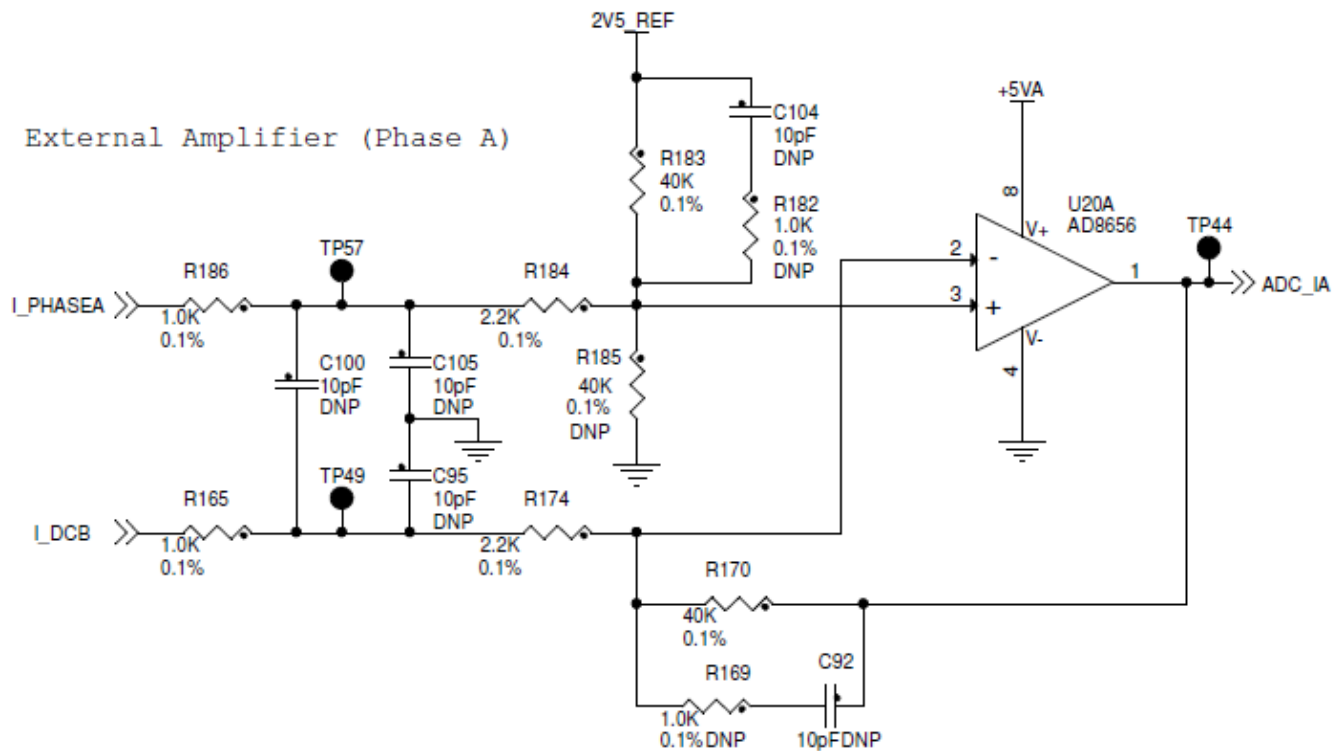 2V5_REF
External Amplifier (Phase A)
C104
10pF
DNP
R183
40K
0.1%
R182
1.0K
0.1%
DNP
+5VA
8
V+
U20A
AD8656
2
-
3
+
1
V-
4
TP44
ADC_IA
I_PHASEA
R186
1.0K
0.1%
TP57
R184
2.2K
0.1%
C100
10pF
DNP
C105
10pF
DNP
R185
40K
0.1%
DNP
I_DCB
R165
1.0K
0.1%
TP49
C95
10pF
DNP
R174
2.2K
0.1%
R170
40K
0.1%
R169
1.0K
0.1%DNP
C92
10pFDNP